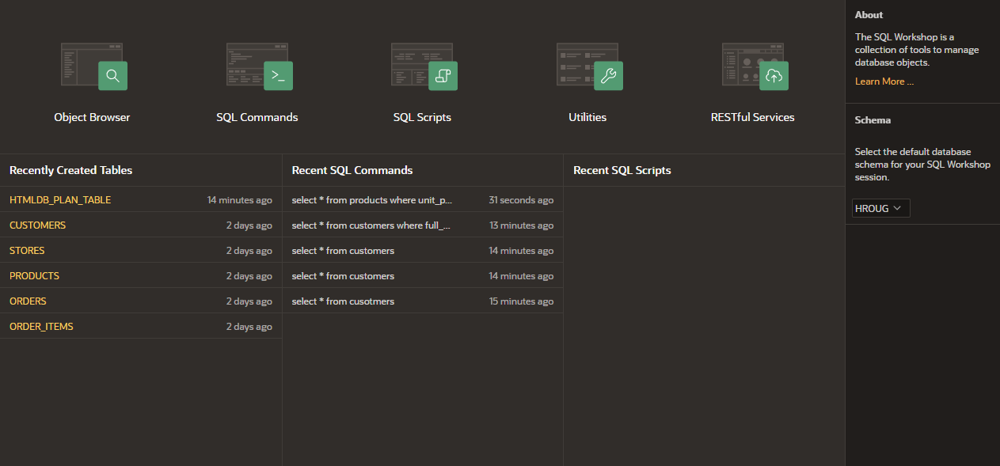 Object Browser
SQL Commands
SQL Scripts
Utilities
RESTful Services
Recently Created Tables
HTMLDB_PLAN_TABLE 14 minutes ago
CUSTOMERS 2 days ago
STORES 2 days ago
PRODUCTS 2 days ago
ORDERS 2 days ago
ORDER_ITEMS 2 days ago
Recent SQL Commands
select * from products where unit_p... 31 seconds ago
select * from customers where full_... 13 minutes ago
select * from customers 14 minutes ago
select * from customers 14 minutes ago
select * from cusotmers 15 minutes ago
Recent SQL Scripts
About
The SQL Workshop is a
collection of tools to manage
database objects.
Learn More ...
Schema
Select the default database
schema for your SQL Workshop
session.
HROUG